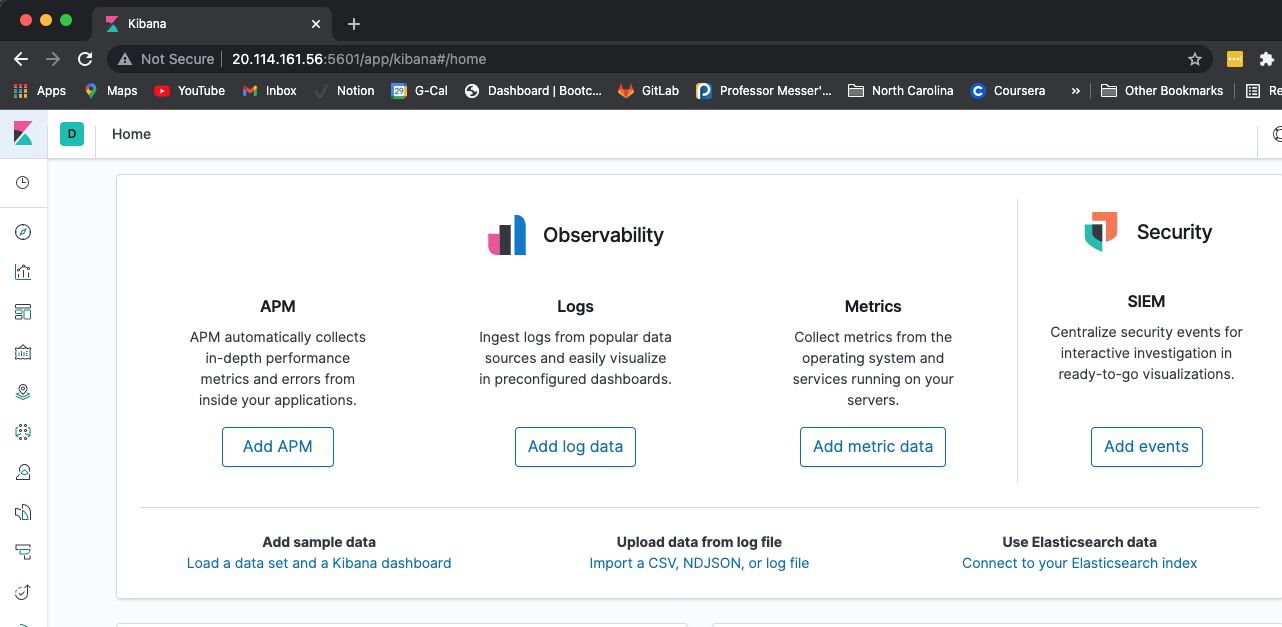 Kibana
Not Secure 20.114.161.56:5601/app/kibana#/home
Apps Maps YouTube Inbox Notion 29 G-Cal Dashboard | Bootc... GitLab Professor Messer'... North Carolina Coursera » Other Bookmarks Re
D Home
Observability
Security
APM
APM automatically collects
in-depth performance
metrics and errors from
inside your applications.
Add APM
Logs
Ingest logs from popular data
sources and easily visualize
in preconfigured dashboards.
Add log data
Metrics
Collect metrics from the
operating system and
services running on your
servers.
Add metric data
SIEM
Centralize security events for
interactive investigation in
ready-to-go visualizations.
Add events
Add sample data
Load a data set and a Kibana dashboard
Upload data from log file
Import a CSV, NDJSON, or log file
Use Elasticsearch data
Connect to your Elasticsearch index